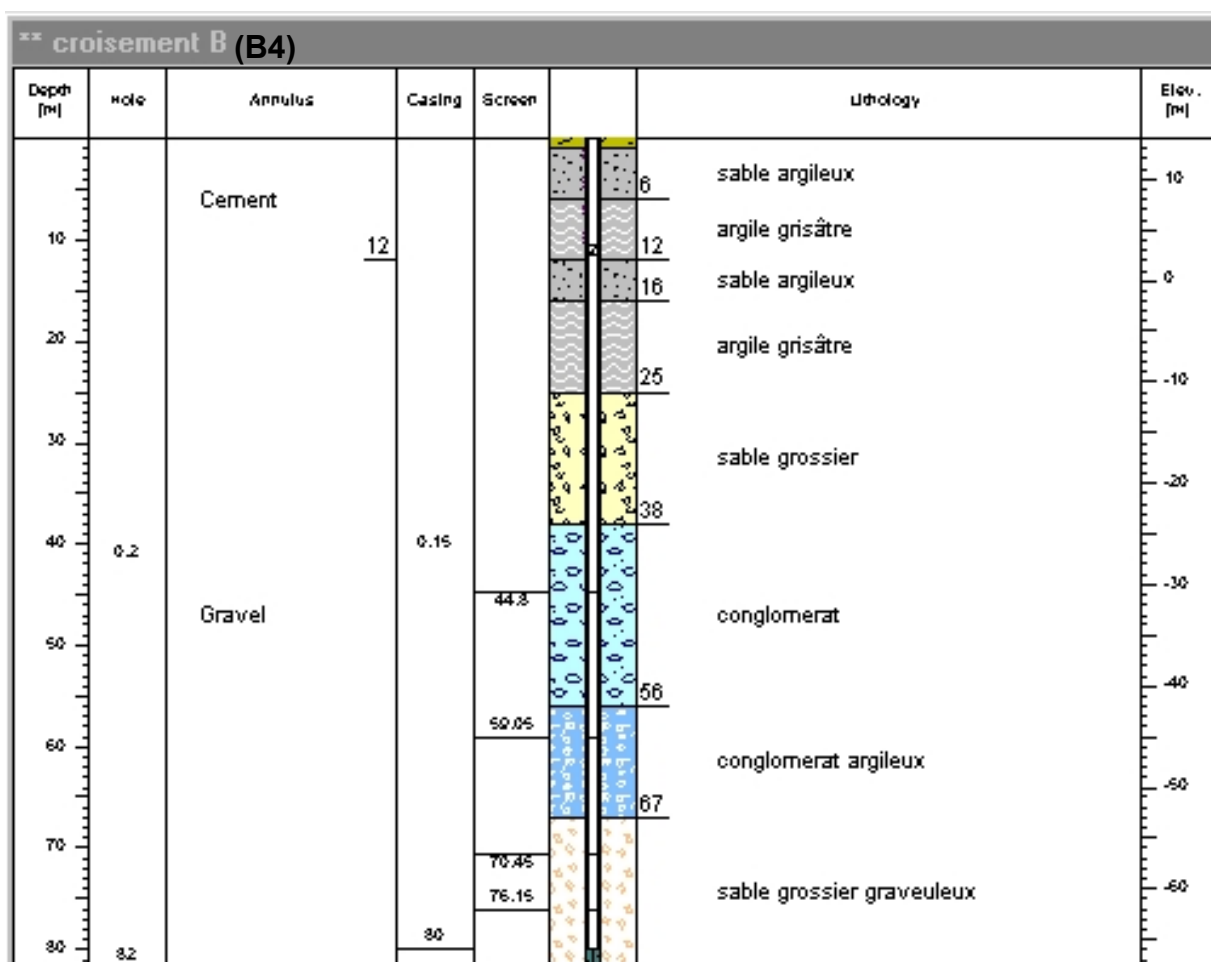 ** croisement B (B4)
Depth [m] Hole Annulus Casing Screen Lithology Elev. [m]
sable argileux
10
6
Cement
argile grisâtre
10
12
12
0
16
sable argileux
20
argile grisâtre
25
-10
30
sable grossier
-20
38
40
0.2
0.15
-30
44.8
Gravel
conglomerat
50
-40
56
59.05
60
conglomerat argileux
-50
67
70
70.45
76.15
sable grossier graveuleux
-60
80
80
82